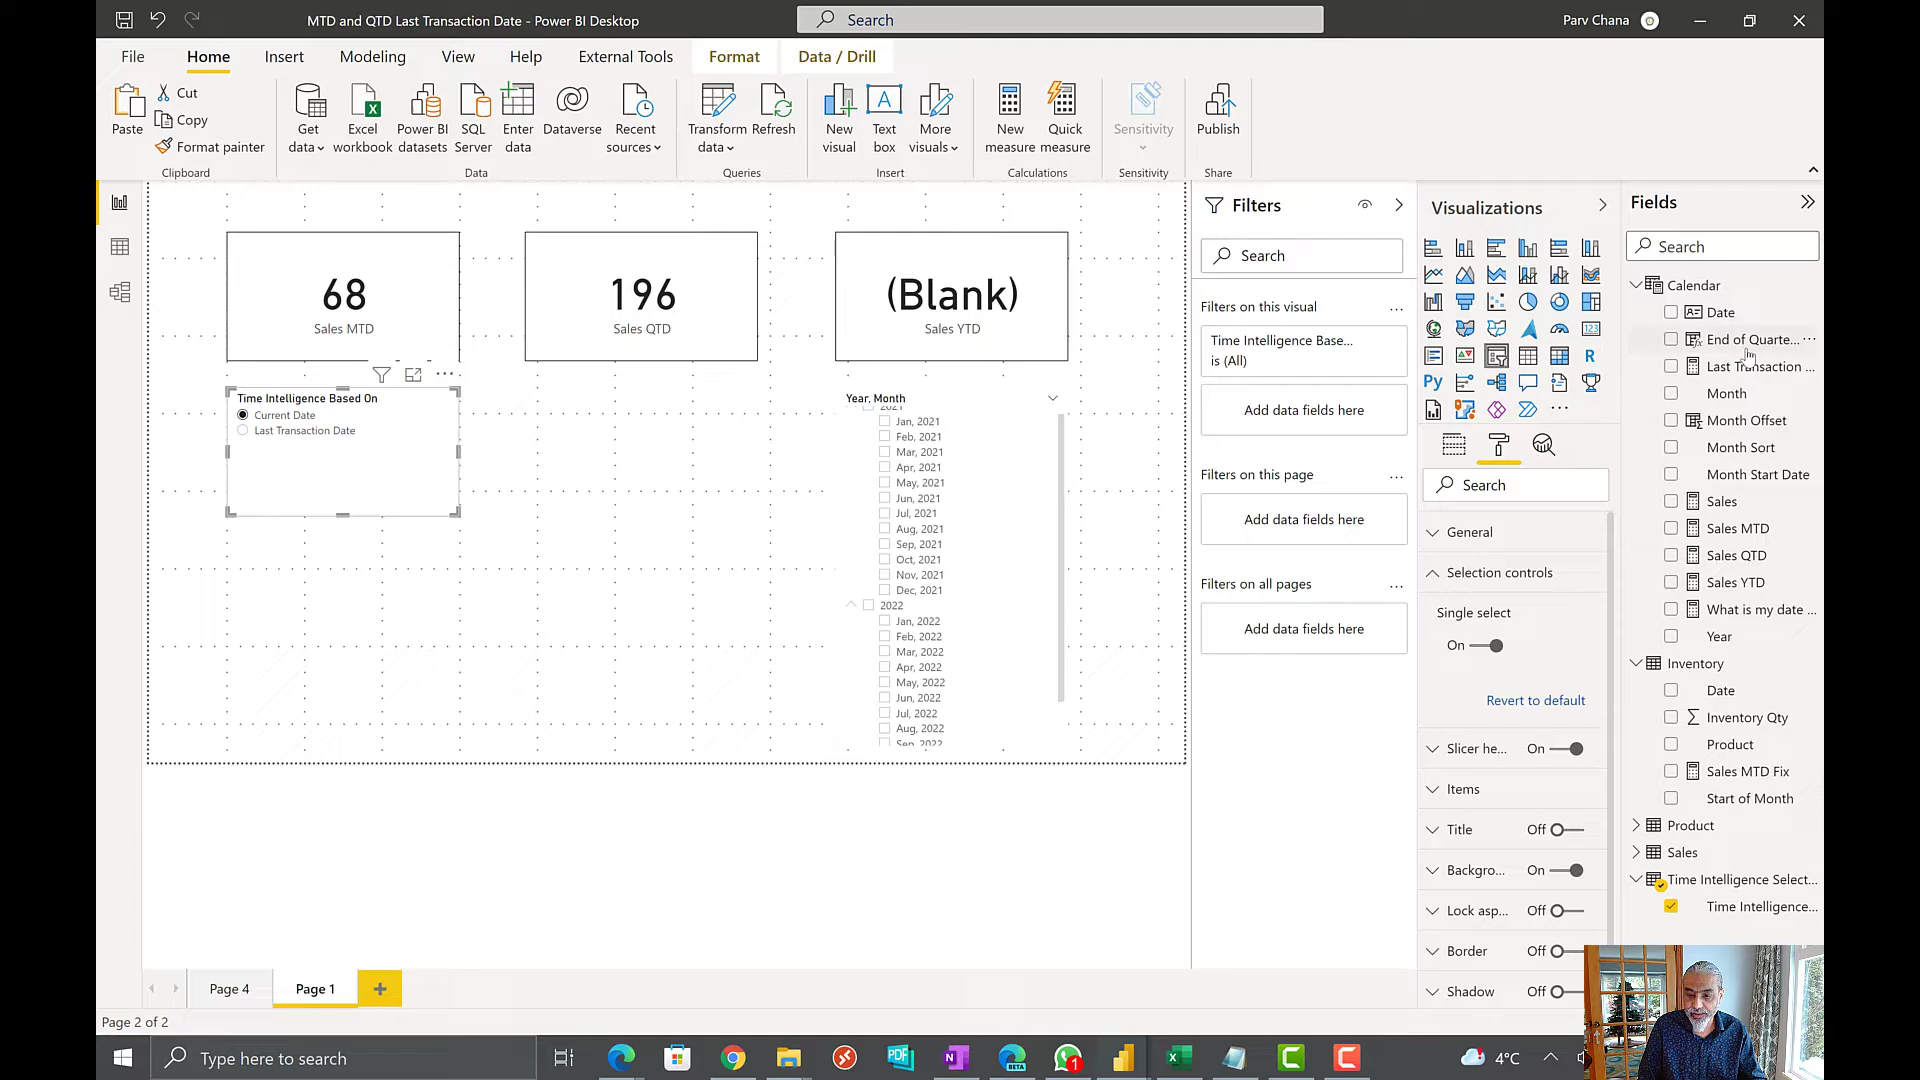 MTD and QTD Last Transaction Date - Power BI Desktop
Search
Parv Chana
File
Home
Insert
Modeling
View
Help
External Tools
Format
Data / Drill
Paste
Cut
Copy
Format painter
Get data
Excel workbook
Power BI datasets
SQL Server
Enter data
Dataverse
Recent sources
Transform data
Refresh
New visual
Text box
More visuals
New measure
Quick measure
Sensitivity
Publish
Clipboard
Data
Queries
Insert
Calculations
Sensitivity
Share
68
Sales MTD
196
Sales QTD
(Blank)
Sales YTD
Time Intelligence Based On
Current Date
Last Transaction Date
Year, Month
2021
Jan, 2021
Feb, 2021
Mar, 2021
Apr, 2021
May, 2021
Jun, 2021
Jul, 2021
Aug, 2021
Sep, 2021
Oct, 2021
Nov, 2021
Dec, 2021
2022
Jan, 2022
Feb, 2022
Mar, 2022
Apr, 2022
May, 2022
Jun, 2022
Jul, 2022
Aug, 2022
Sep, 2022
Filters
Search
Filters on this visual
...
Time Intelligence Base...
is (All)
Add data fields here
Filters on this page
...
Add data fields here
Filters on all pages
...
Add data fields here
Visualizations
R
Py
123
...
Search
General
Selection controls
Single select
On
Revert to default
Slicer he... On
Items
Title Off
Backgro... On
Lock asp... Off
Border Off
Shadow Off
Fields
Search
Calendar
Date
End of Quarte... ...
Last Transaction ...
Month
Month Offset
Month Sort
Month Start Date
Sales
Sales MTD
Sales QTD
Sales YTD
What is my date ...
Year
Inventory
Date
Inventory Qty
Product
Sales MTD Fix
Start of Month
Product
Sales
Time Intelligence Select...
Time Intelligence...
Page 4
Page 1
Page 2 of 2
Type here to search
PDF
N
BETA
1
4°C